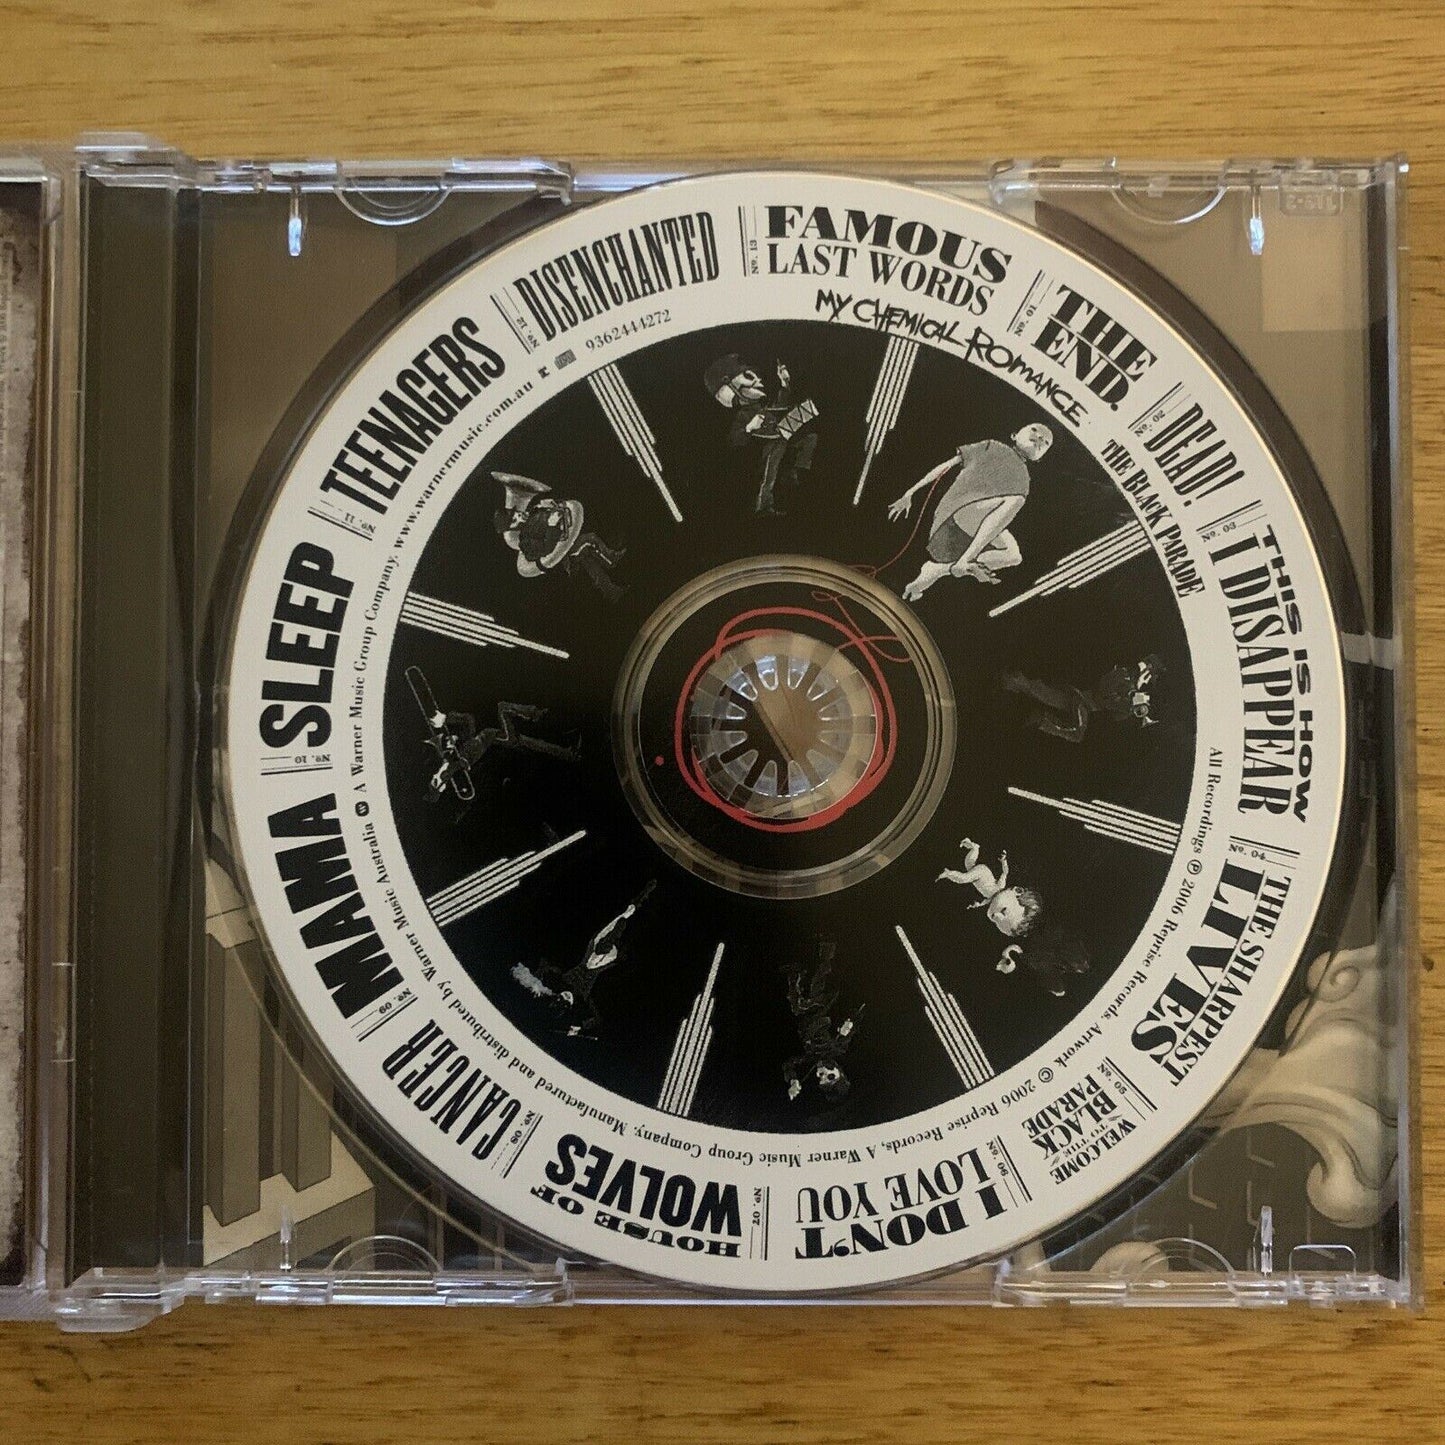 FAMOUS
LAST WORDS
Nº. 13
MY CHEMICAL ROMANCE
THE
END.
Nº. 01
DEAD!
Nº. 02
THE BLACK PARADE
THIS IS HOW
I DISAPPEAR
Nº. 03
THE SHARPEST
LIVES
Nº. 04
WELCOME
TO THE
BLACK
PARADE
Nº. 05
I DON'T
LOVE YOU
Nº. 06
HOUSE OF
WOLVES
Nº. 07
CANCER
Nº. 08
MAMA
Nº. 09
SLEEP
Nº. 10
TEENAGERS
Nº. 11
DISENCHANTED
Nº. 12
9362444272
All Recordings ℗ 2006 Reprise Records. Artwork © 2006 Reprise Records, A Warner Music Group Company. Manufactured and distributed by Warner Music Australia A Warner Music Group Company. www.warnermusic.com.au r